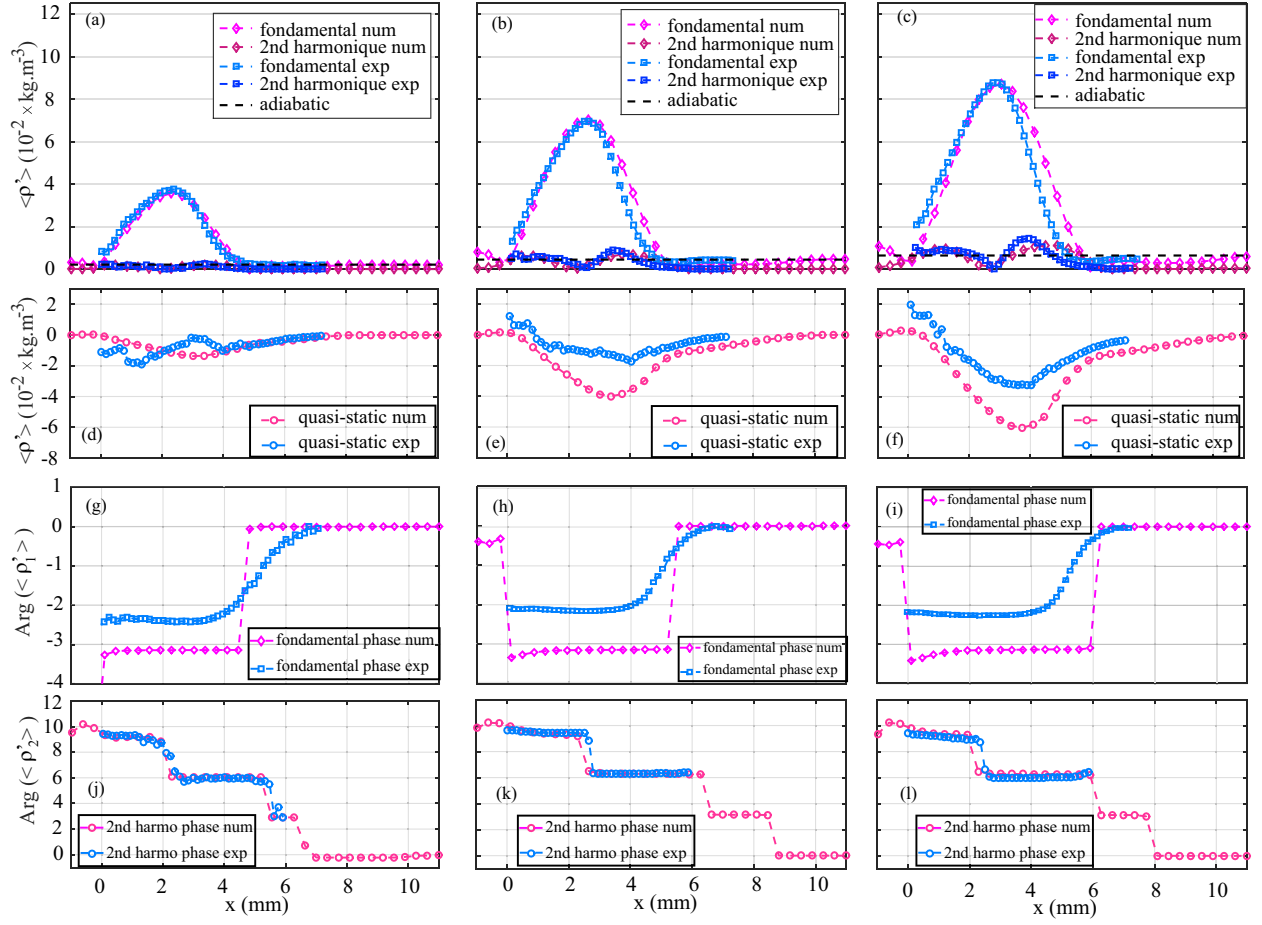 (a)
fondamental num
2nd harmonique num
fondamental exp
2nd harmonique exp
adiabatic
12
10
8
6
4
2
0
<ρ’> (10⁻² × kg.m⁻³)
(b)
fondamental num
2nd harmonique num
fondamental exp
2nd harmonique exp
adiabatic
(c)
fondamental num
2nd harmonique num
fondamental exp
2nd harmonique exp
adiabatic
2
0
-2
-4
-6
-8
<ρ’> (10⁻² × kg.m⁻³)
(d)
quasi-static num
quasi-static exp
(e)
quasi-static num
quasi-static exp
(f)
quasi-static num
quasi-static exp
1
0
-1
-2
-3
-4
Arg (< ρ’₁ >)
(g)
fondamental phase num
fondamental phase exp
(h)
fondamental phase num
fondamental phase exp
(i)
fondamental phase num
fondamental phase exp
12
10
8
6
4
2
0
Arg (< ρ’₂>)
(j)
2nd harmo phase num
2nd harmo phase exp
(k)
2nd harmo phase num
2nd harmo phase exp
(l)
2nd harmo phase num
2nd harmo phase exp
0 2 4 6 8 10
x (mm)
0 2 4 6 8 10
x (mm)
0 2 4 6 8 10
x (mm)